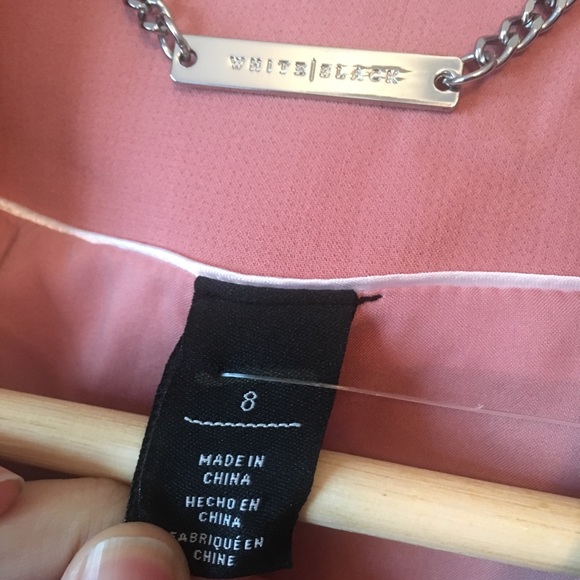 WHITE|BLACK
8
MADE IN
CHINA
HECHO EN
CHINA
FABRIQUÉ EN
CHINE